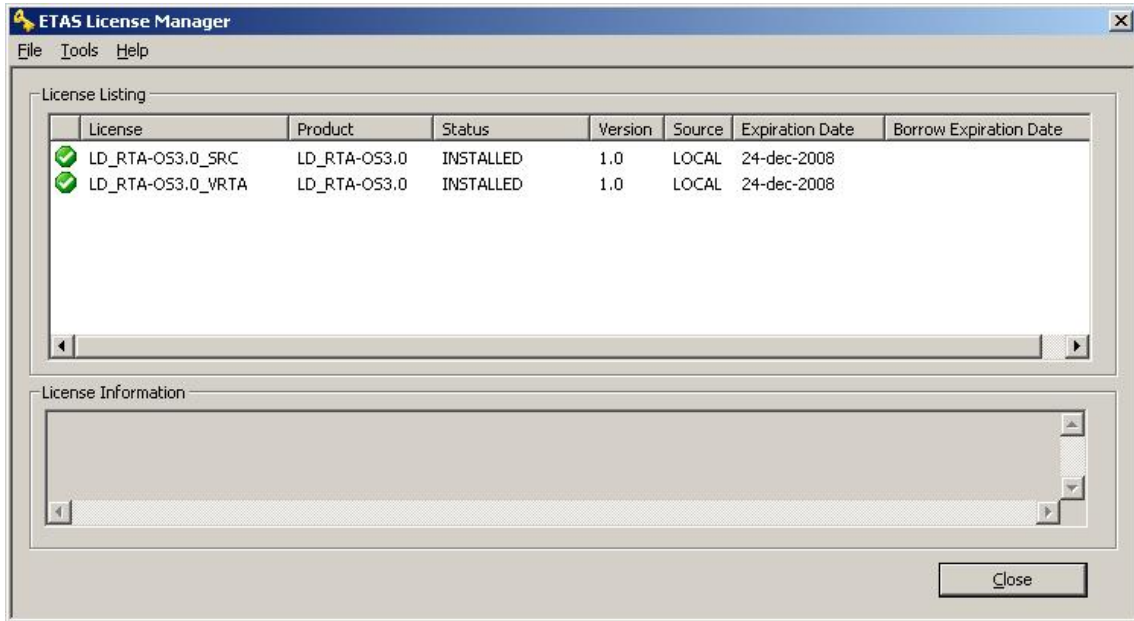 ETAS License Manager
File Tools Help
License Listing
License Product Status Version Source Expiration Date Borrow Expiration Date
LD_RTA-OS3.0_SRC LD_RTA-OS3.0 INSTALLED 1.0 LOCAL 24-dec-2008
LD_RTA-OS3.0_VRTA LD_RTA-OS3.0 INSTALLED 1.0 LOCAL 24-dec-2008
License Information
Close